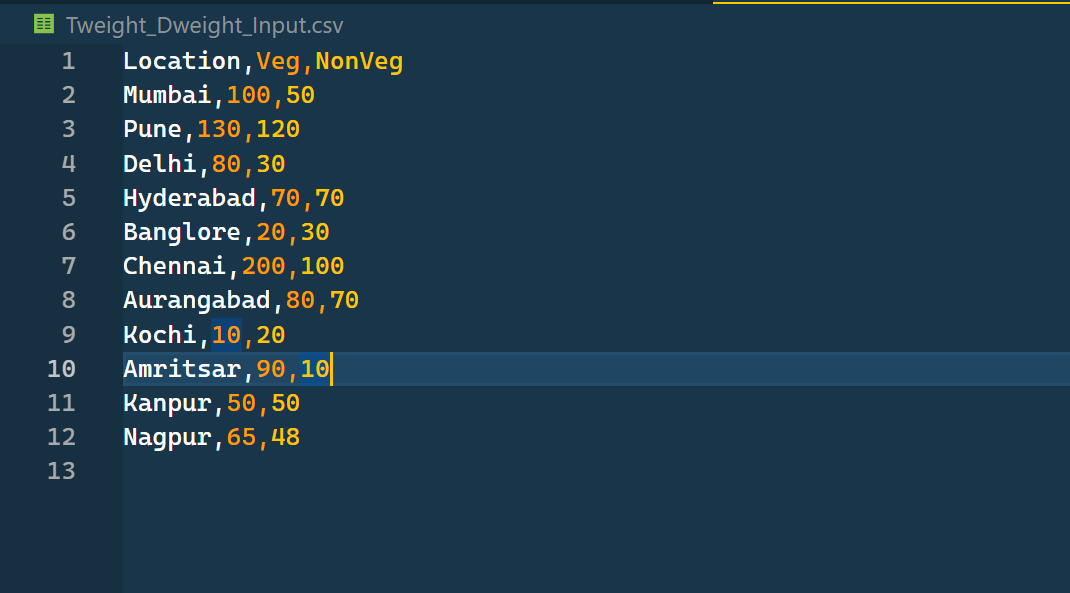 Tweight_Dweight_Input.csv
1 Location,Veg,NonVeg
2 Mumbai,100,50
3 Pune,130,120
4 Delhi,80,30
5 Hyderabad,70,70
6 Banglore,20,30
7 Chennai,200,100
8 Aurangabad,80,70
9 Kochi,10,20
10 Amritsar,90,10
11 Kanpur,50,50
12 Nagpur,65,48
13